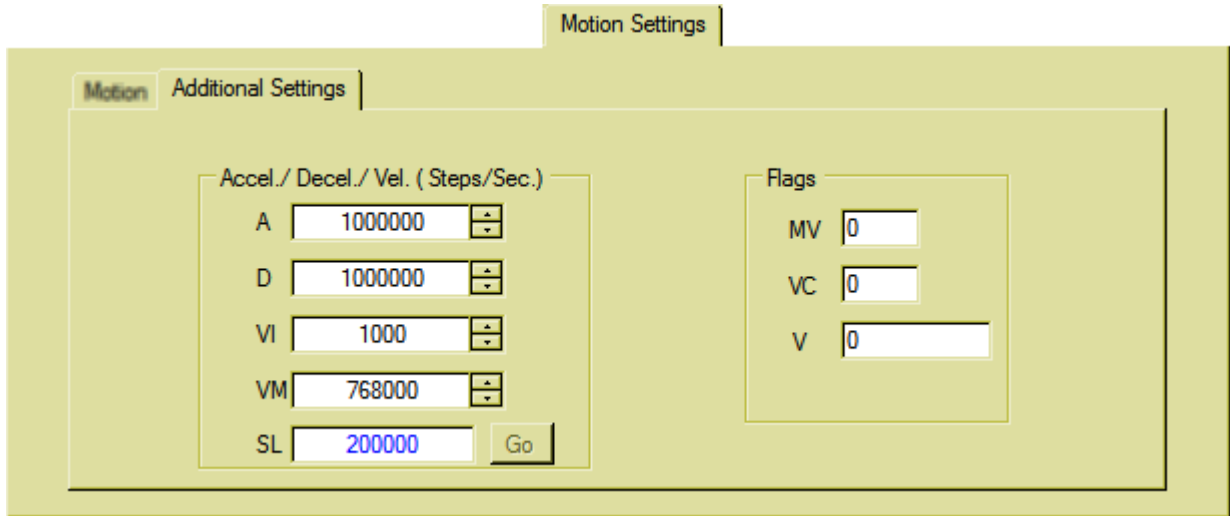 Motion Settings
Motion Additional Settings
Accel./ Decel./ Vel. ( Steps/Sec.)
A 1000000
D 1000000
VI 1000
VM 768000
SL 200000 Go
Flags
MV 0
VC 0
V 0